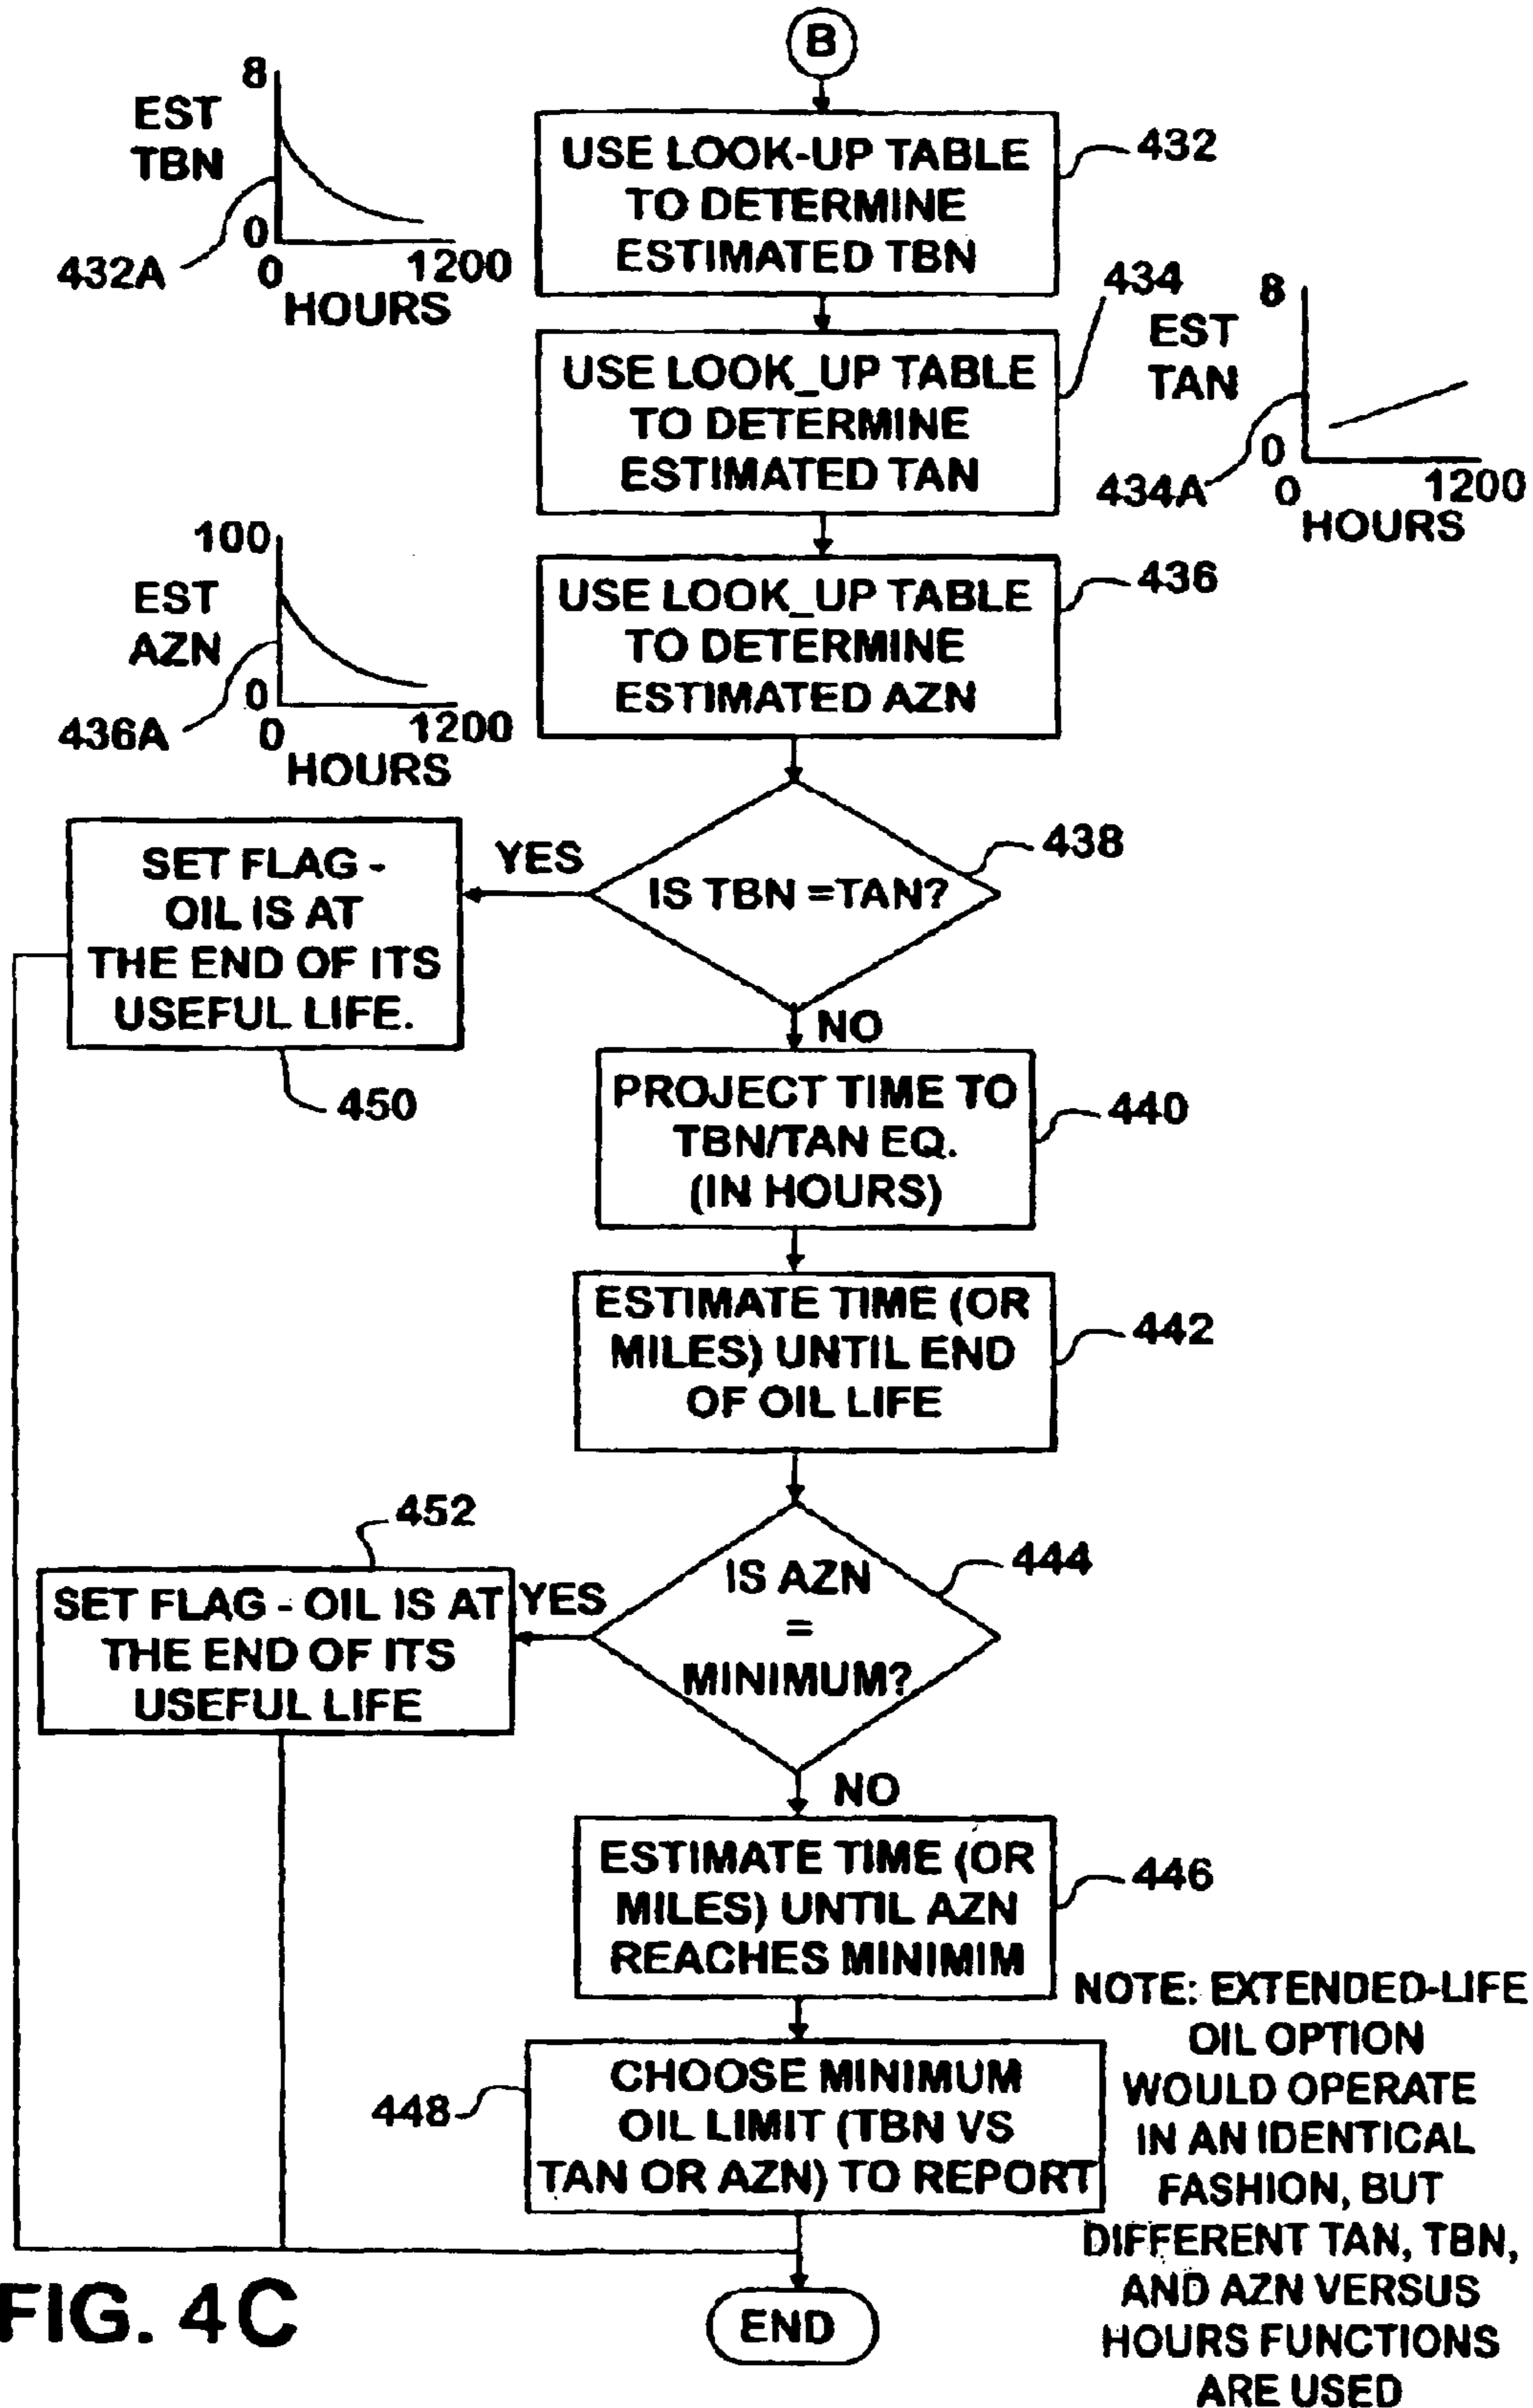 B
8
EST
TBN
0
0
1200
HOURS
432A
USE LOOK-UP TABLE
TO DETERMINE
ESTIMATED TBN
432
USE LOOK_UP TABLE
TO DETERMINE
ESTIMATED TAN
434
8
EST
TAN
0
0
1200
HOURS
434A
100
EST
AZN
0
0
1200
HOURS
436A
USE LOOK_UP TABLE
TO DETERMINE
ESTIMATED AZN
436
IS TBN =TAN?
438
YES
SET FLAG -
OIL IS AT
THE END OF ITS
USEFUL LIFE.
450
NO
PROJECT TIME TO
TBN/TAN EQ.
(IN HOURS)
440
ESTIMATE TIME (OR
MILES) UNTIL END
OF OIL LIFE
442
IS AZN
=
MINIMUM?
444
YES
452
SET FLAG - OIL IS AT
THE END OF ITS
USEFUL LIFE
NO
ESTIMATE TIME (OR
MILES) UNTIL AZN
REACHES MINIMIM
446
CHOOSE MINIMUM
OIL LIMIT (TBN VS
TAN OR AZN) TO REPORT
448
NOTE: EXTENDED-LIFE
OIL OPTION
WOULD OPERATE
IN AN IDENTICAL
FASHION, BUT
DIFFERENT TAN, TBN,
AND AZN VERSUS
HOURS FUNCTIONS
ARE USED
END
FIG. 4C